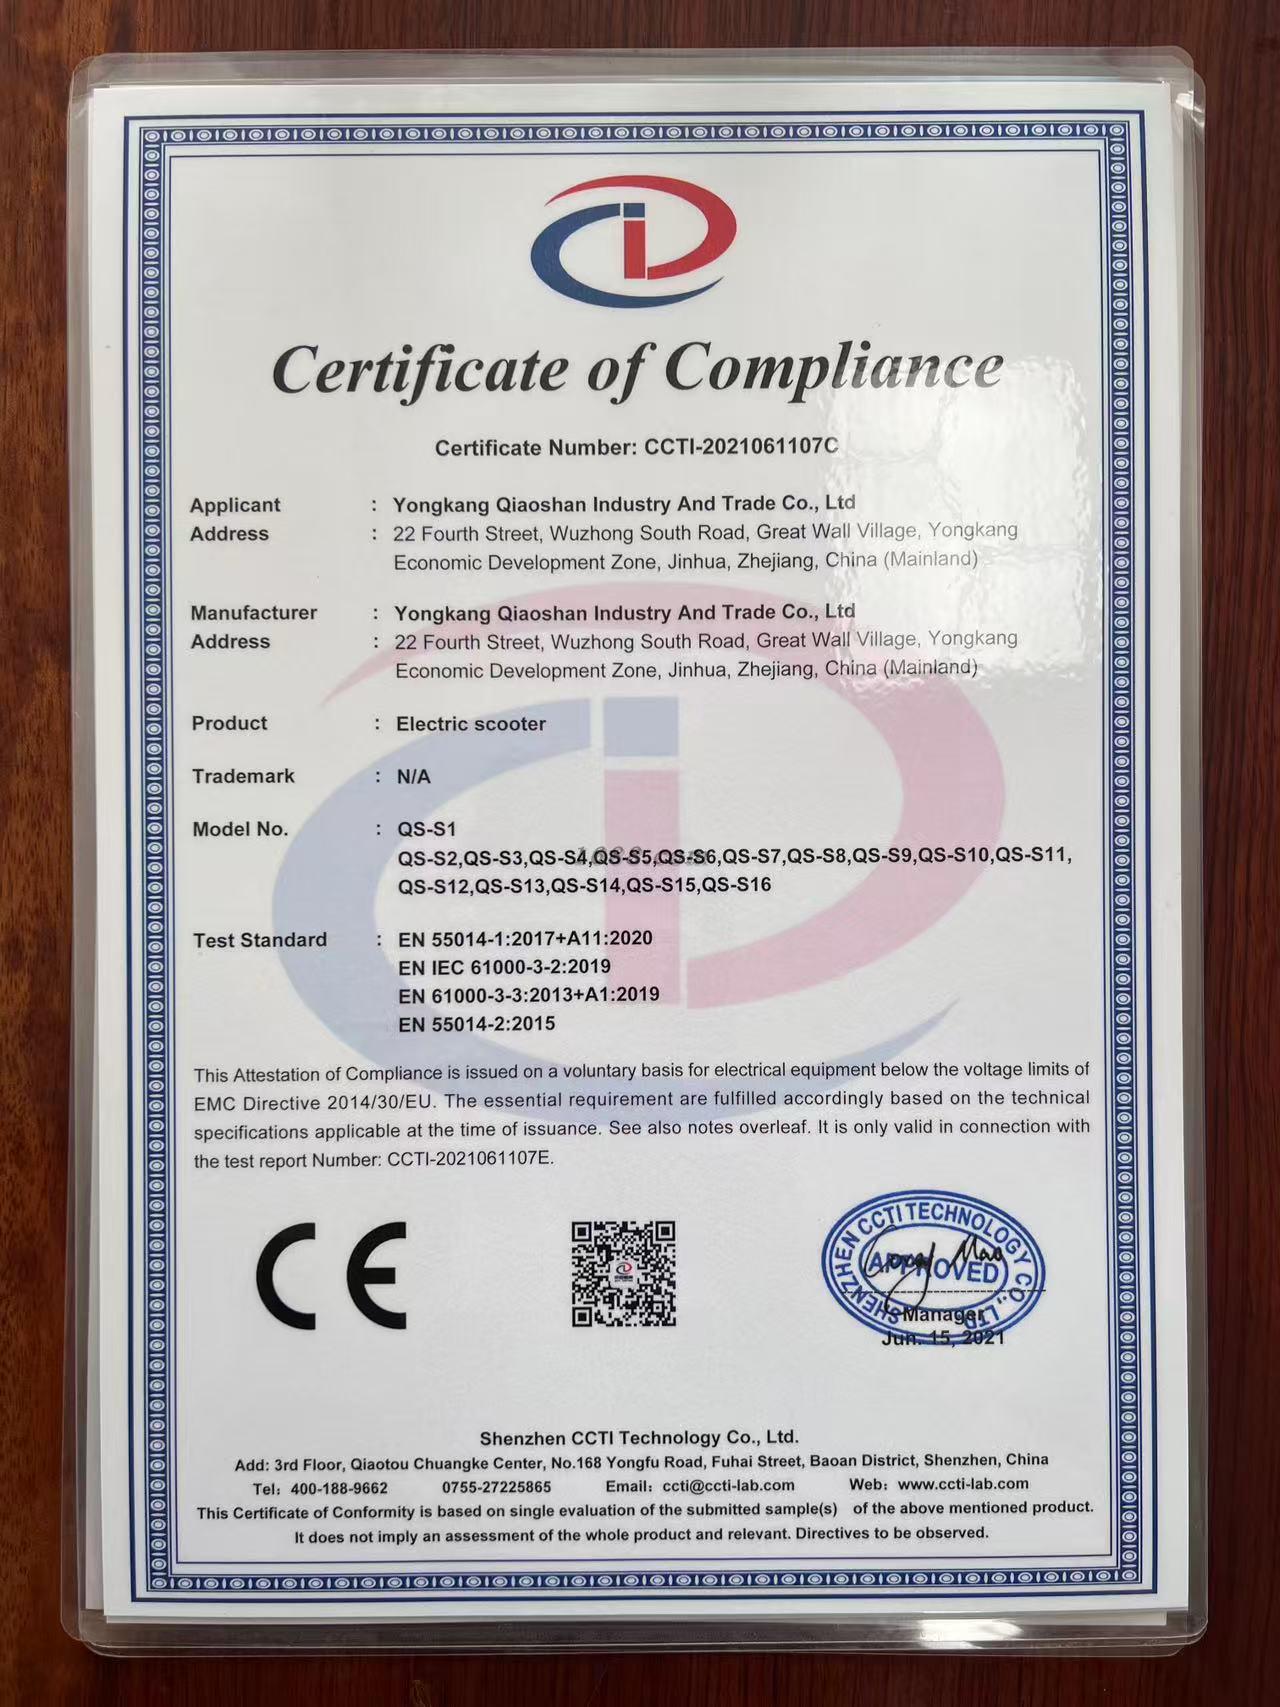 Certificate of Compliance
Certificate Number: CCTI-2021061107C
Applicant : Yongkang Qiaoshan Industry And Trade Co., Ltd
Address : 22 Fourth Street, Wuzhong South Road, Great Wall Village, Yongkang
Economic Development Zone, Jinhua, Zhejiang, China (Mainland)
Manufacturer : Yongkang Qiaoshan Industry And Trade Co., Ltd
Address : 22 Fourth Street, Wuzhong South Road, Great Wall Village, Yongkang
Economic Development Zone, Jinhua, Zhejiang, China (Mainland)
Product : Electric scooter
Trademark : N/A
Model No. : QS-S1
QS-S2,QS-S3,QS-S4,QS-S5,QS-S6,QS-S7,QS-S8,QS-S9,QS-S10,QS-S11,
QS-S12,QS-S13,QS-S14,QS-S15,QS-S16
Test Standard : EN 55014-1:2017+A11:2020
EN IEC 61000-3-2:2019
EN 61000-3-3:2013+A1:2019
EN 55014-2:2015
This Attestation of Compliance is issued on a voluntary basis for electrical equipment below the voltage limits of
EMC Directive 2014/30/EU. The essential requirement are fulfilled accordingly based on the technical
specifications applicable at the time of issuance. See also notes overleaf. It is only valid in connection with
the test report Number: CCTI-2021061107E.
CE
SHENZHEN CCTI TECHNOLOGY CO., LTD.
APPROVED
Manager
Jun. 15, 2021
Shenzhen CCTI Technology Co., Ltd.
Add: 3rd Floor, Qiaotou Chuangke Center, No.168 Yongfu Road, Fuhai Street, Baoan District, Shenzhen, China
Tel: 400-188-9662 0755-27225865 Email: ccti@ccti-lab.com Web: www.ccti-lab.com
This Certificate of Conformity is based on single evaluation of the submitted sample(s) of the above mentioned product.
It does not imply an assessment of the whole product and relevant. Directives to be observed.